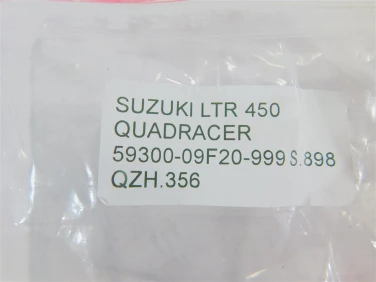 SUZUKI LTR 450
QUADRACER
59300-09F20-999 S.898
QZH.356